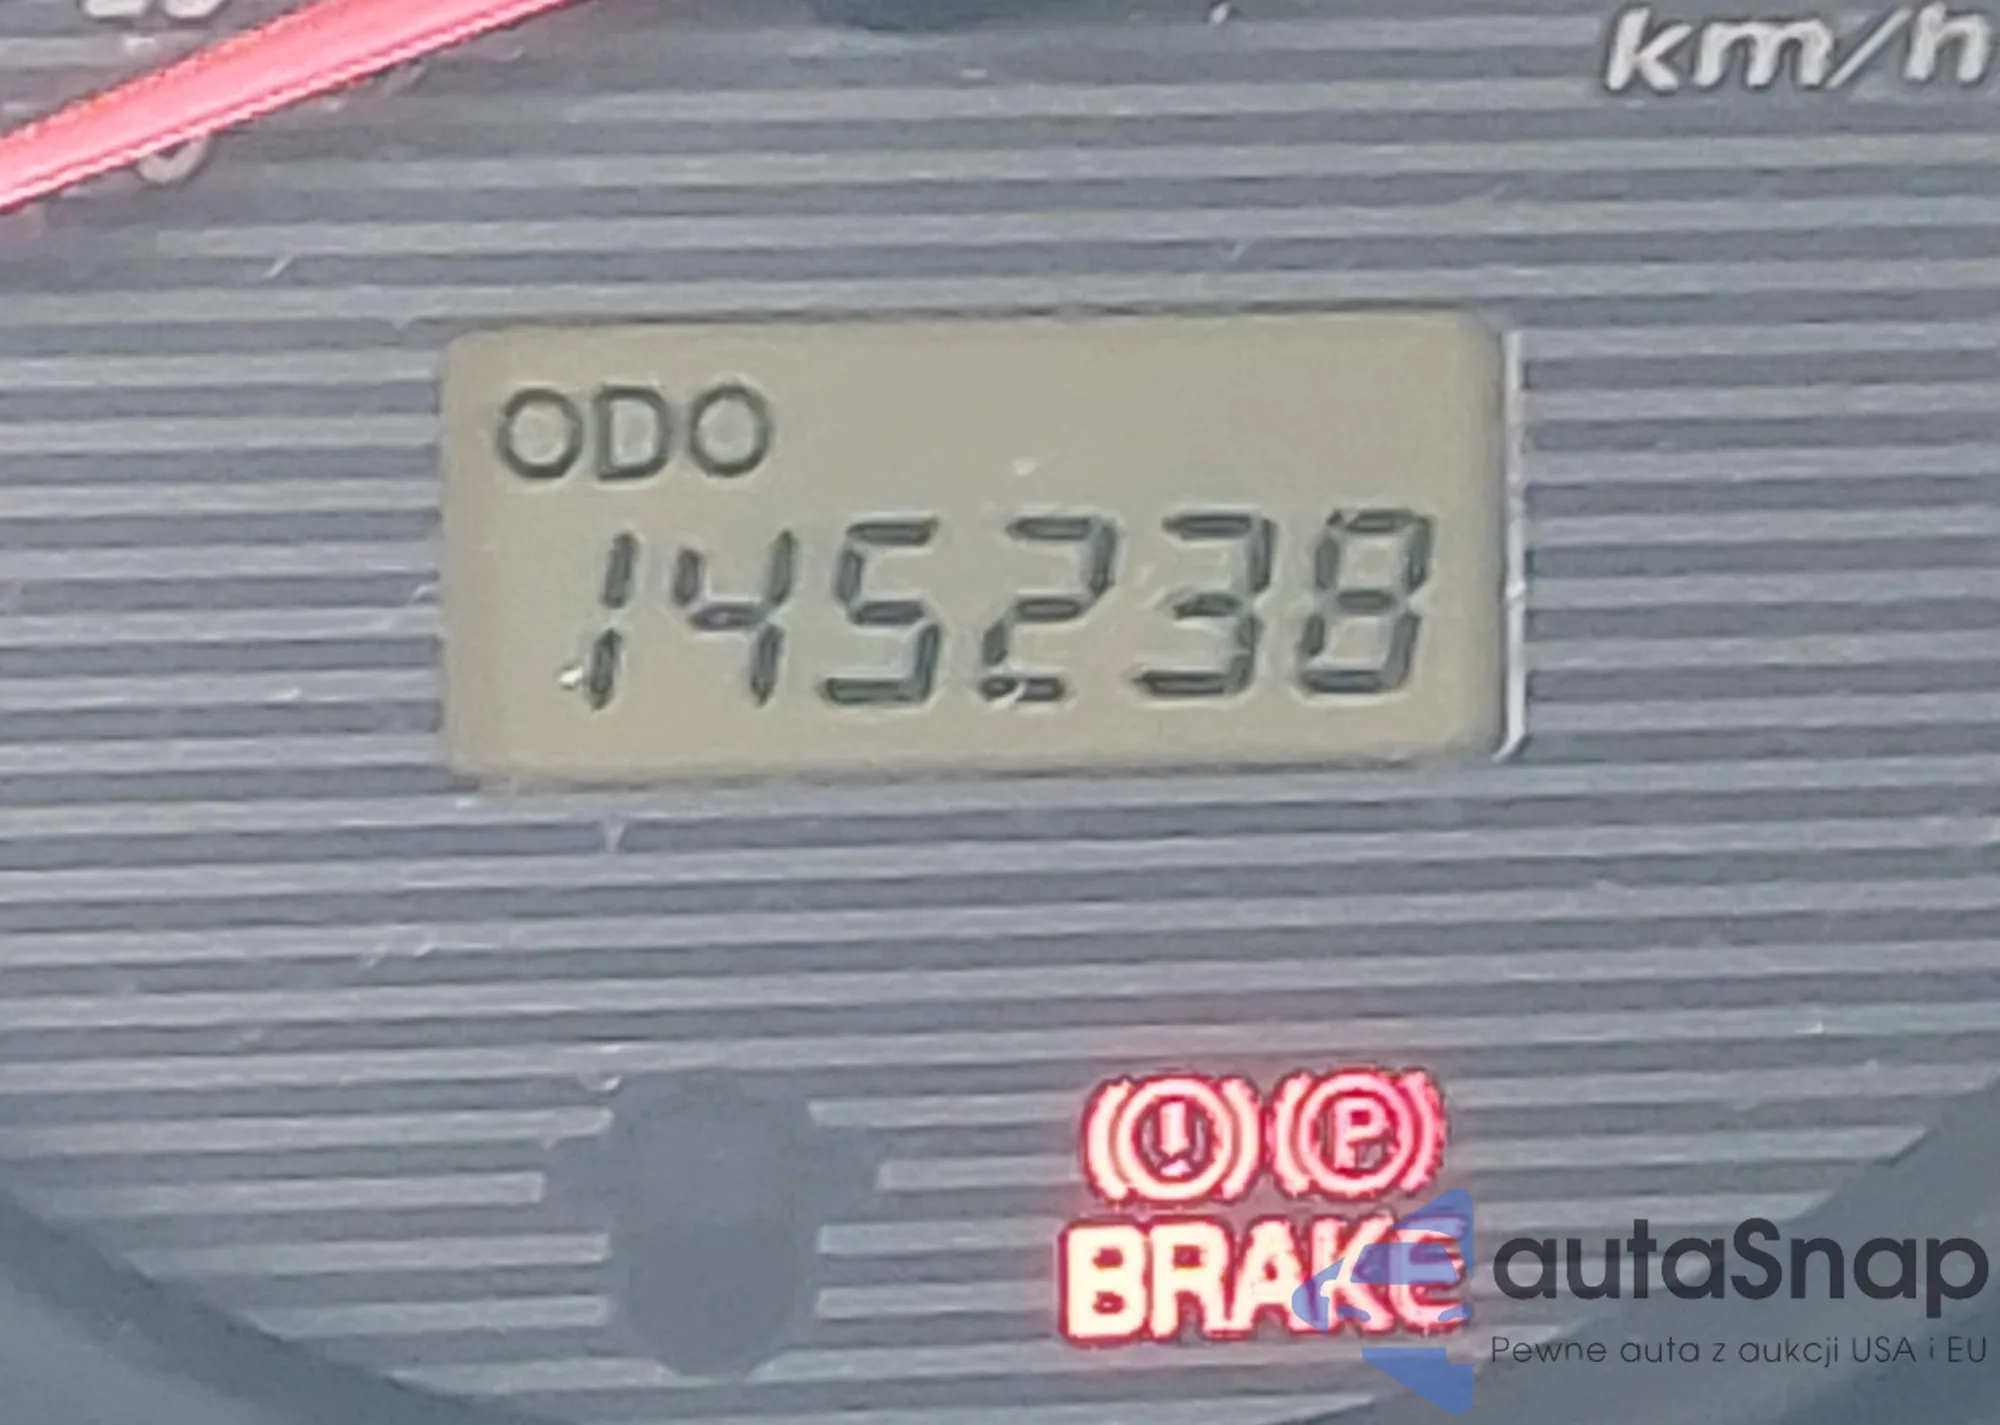 km/h
ODO
145238
(!) (P)
BRAKE
autaSnap
Pewne auta z aukcji USA i EU